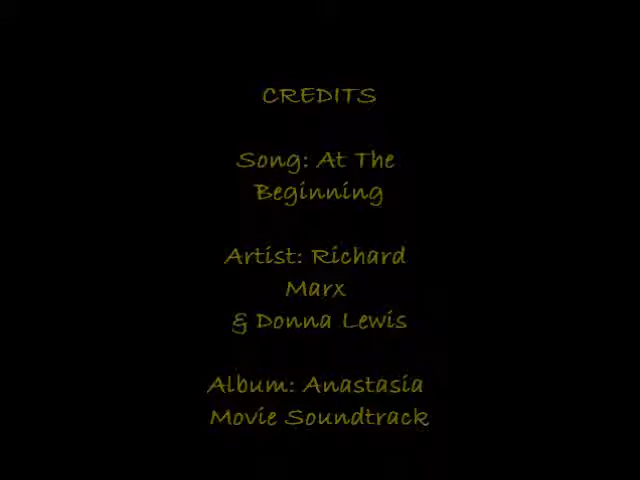 CREDITS
Song: At The
Beginning
Artist: Richard
Marx
& Donna Lewis
Album: Anastasia
Movie Soundtrack